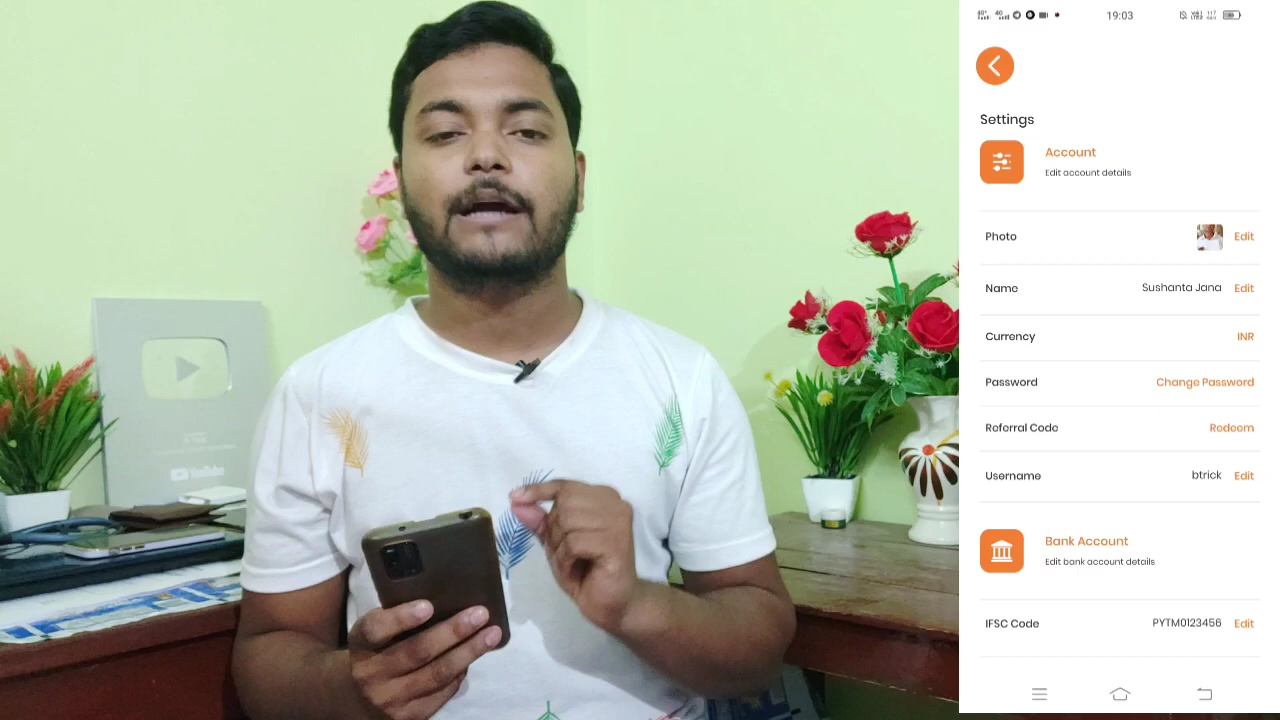 YouTube
19:03
Settings
Account
Edit account details
Photo Edit
Name Sushanta Jana Edit
Currency INR
Password Change Password
Referral Code Redeem
Username btrick Edit
Bank Account
Edit bank account details
IFSC Code PYTM0123456 Edit